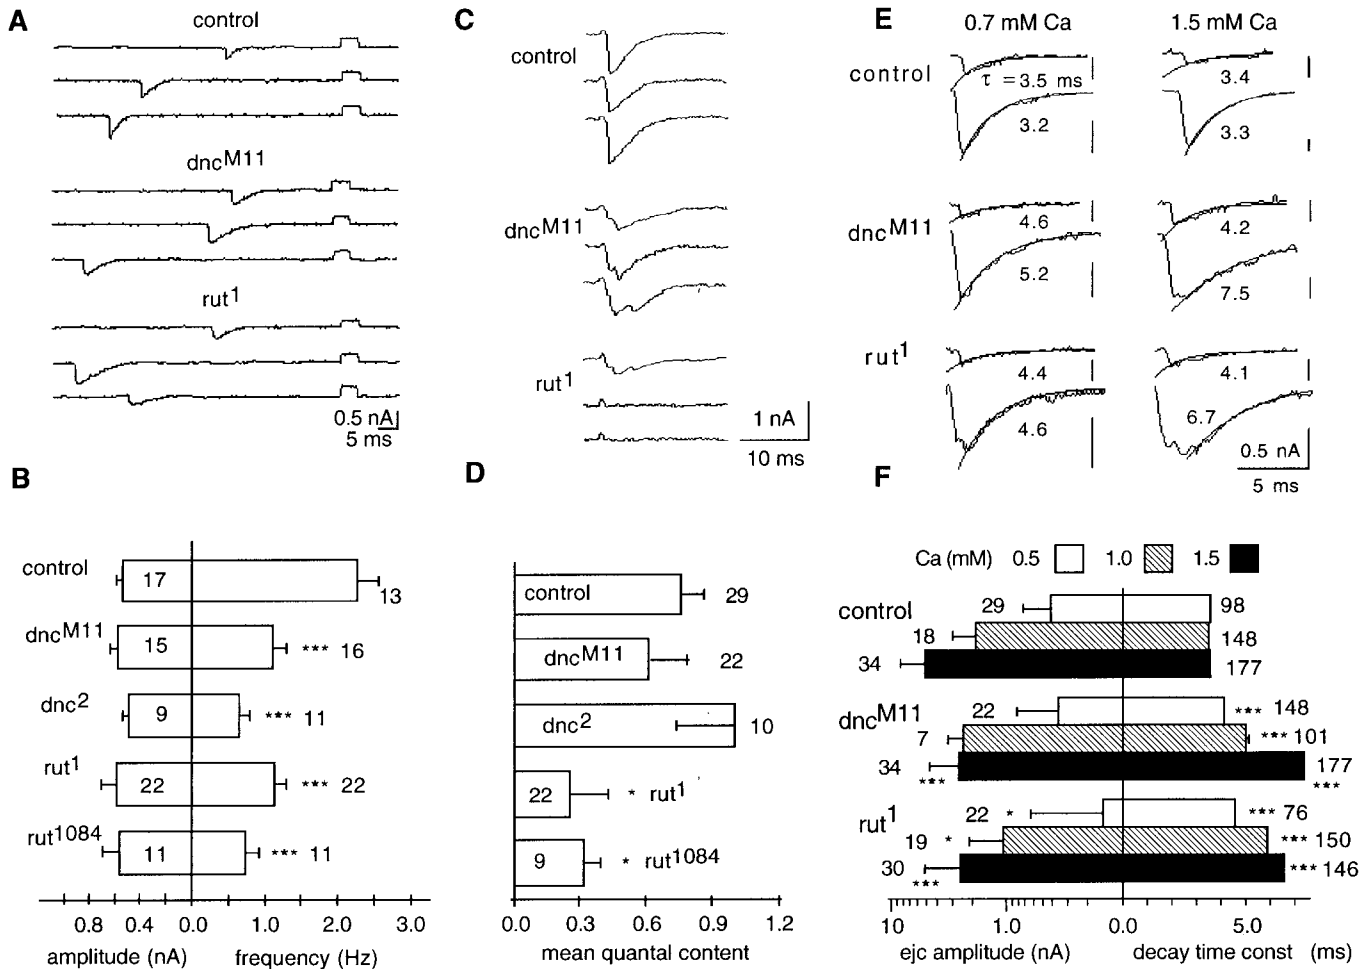 A
control
dncM11
rut1
0.5 nA
5 ms
B
control
17
13
dncM11
15
*** 16
dnc2
9
*** 11
rut1
22
*** 22
rut1084
11
*** 11
0.8 0.4 0.0 1.0 2.0 3.0
amplitude (nA) frequency (Hz)
C
control
dncM11
rut1
1 nA
10 ms
D
control
29
dncM11
22
dnc2
10
22
* rut1
9
* rut1084
0.0 0.3 0.6 0.9 1.2
mean quantal content
E
0.7 mM Ca 1.5 mM Ca
control
τ = 3.5 ms
3.4
3.2
3.3
dncM11
4.6
4.2
5.2
7.5
rut1
4.4
4.1
4.6
6.7
0.5 nA
5 ms
F
Ca (mM) 0.5 1.0 1.5
control
29
98
18
148
34
177
dncM11
22
*** 148
7
*** 101
34
177
***
***
rut1
22 *
*** 76
19 *
*** 150
30
*** 146
***
10 1.0 0.0 5.0
ejc amplitude (nA) decay time const (ms)